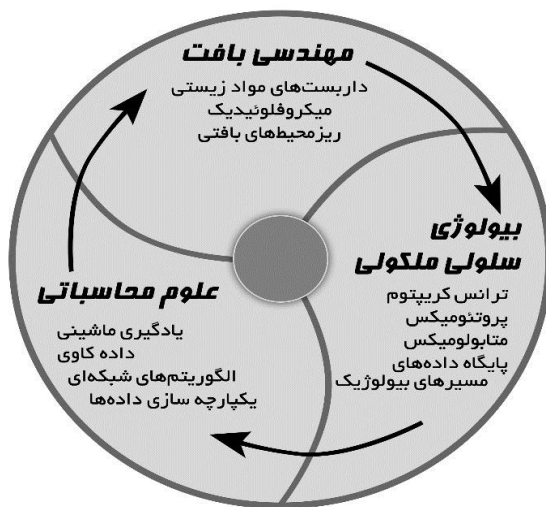 مهندسی بافت
داربست‌های مواد زیستی
میکروفلوئیدیک
ریزمحیط‌های بافتی
بیولوژی
سلولی ملکولی
ترانس کریپتوم
پروتئومیکس
متابولومیکس
پایگاه داده‌های
مسیرهای بیولوژیک
علوم محاسباتی
یادگیری ماشینی
داده کاوی
الگوریتم‌های شبکه‌ای
یکپارچه سازی داده‌ها